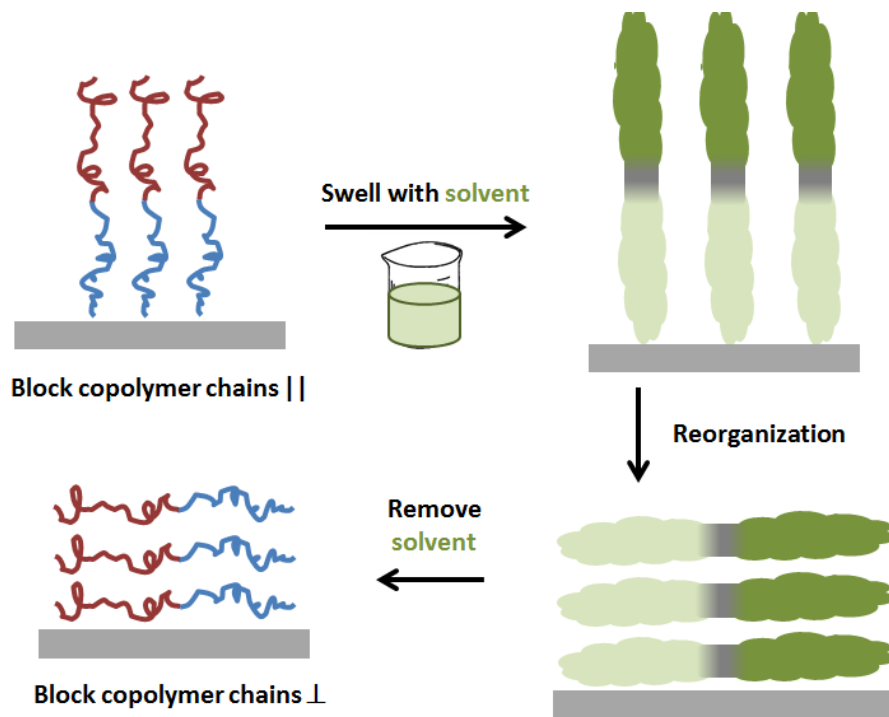 Swell with solvent
Block copolymer chains ||
Reorganization
Remove
solvent
Block copolymer chains ⊥